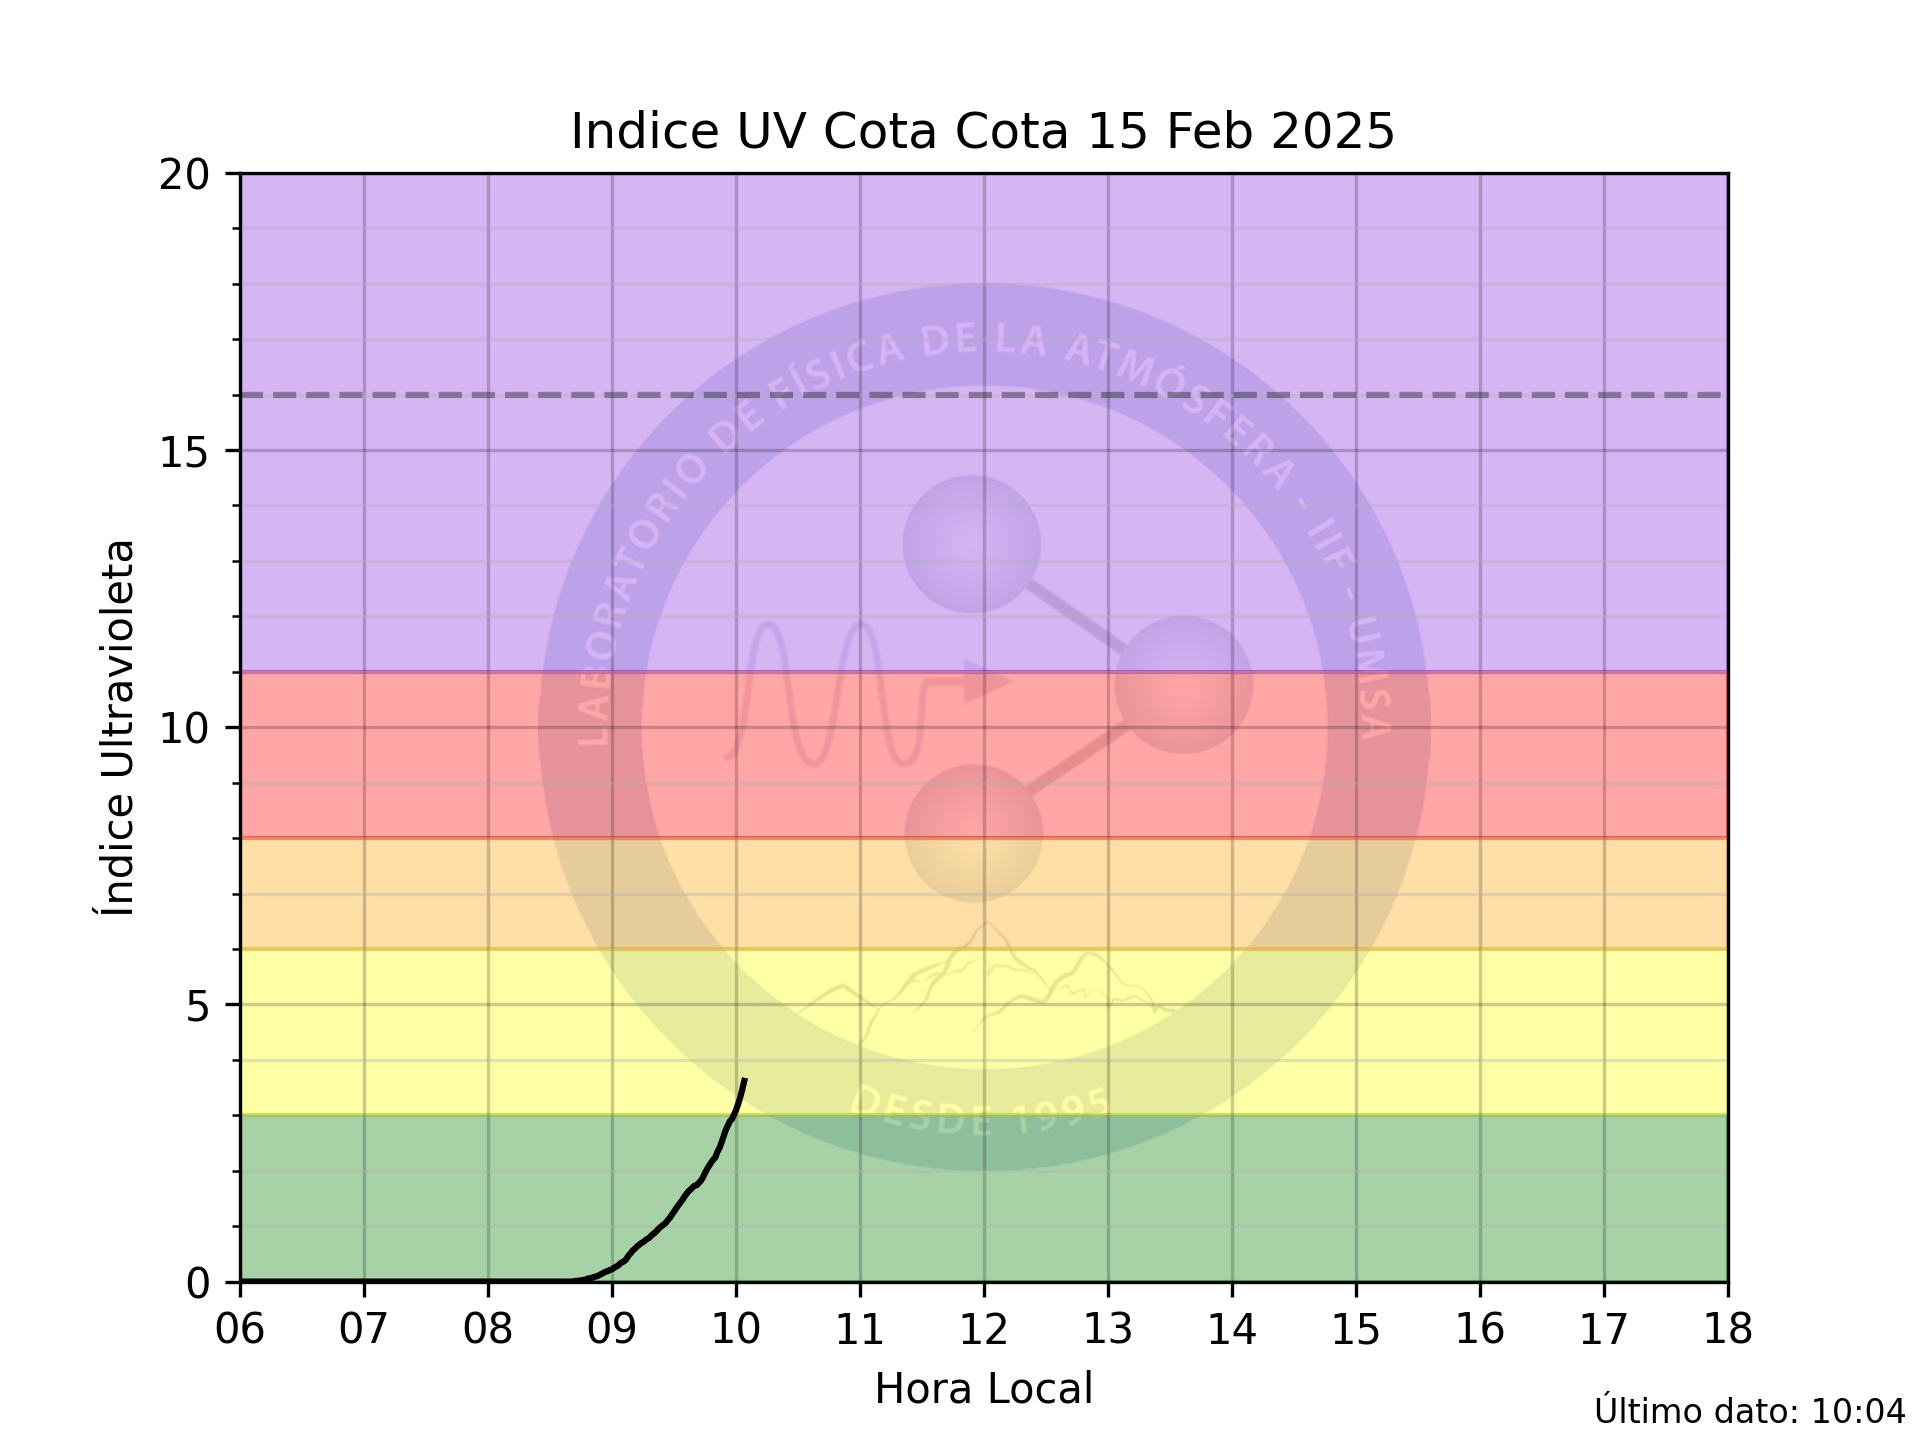 Indice UV Cota Cota 15 Feb 2025
20
15
10
5
0
Índice Ultravioleta
LABORATORIO DE FÍSICA DE LA ATMÓSFERA - IIF - UMSA
DESDE 1995
06 07 08 09 10 11 12 13 14 15 16 17 18
Hora Local
Último dato: 10:04